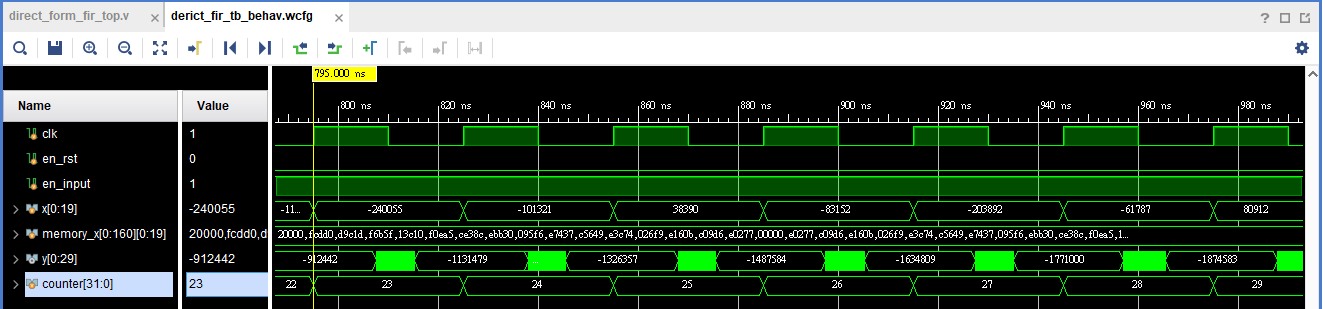 direct_form_fir_top.v × derict_fir_tb_behav.wcfg × ?
795.000 ns
Name Value 800 ns 820 ns 840 ns 860 ns 880 ns 900 ns 920 ns 940 ns 960 ns 980 ns
clk 1
en_rst 0
en_input 1
x[0:19] -240055 -11... -240055 -101321 38390 -83152 -203892 -61787 80912
memory_x[0:160][0:19] 20000,fcdd0,d 20000,fcdd0,d9c1d,f6b5f,13c10,f0ea5,ce38c,ebb30,095f6,e7437,c5649,e3c74,026f9,e160b,c09d6,e0277,00000,e0277,c09d6,e160b,026f9,e3c74,c5649,e7437,095f6,ebb30,ce38c,f0ea5,1...
y[0:29] -912442 -912442 -1131479 ... -1326357 -1487584 -1634809 -1771000 -1874583
counter[31:0] 23 22 23 24 25 26 27 28 29